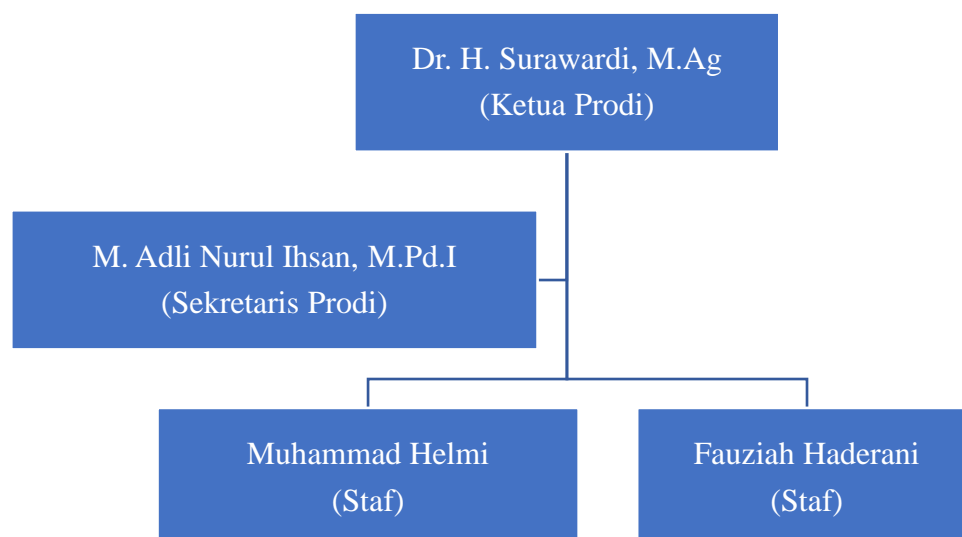 Dr. H. Surawardi, M.Ag
(Ketua Prodi)
M. Adli Nurul Ihsan, M.Pd.I
(Sekretaris Prodi)
Muhammad Helmi
(Staf)
Fauziah Haderani
(Staf)